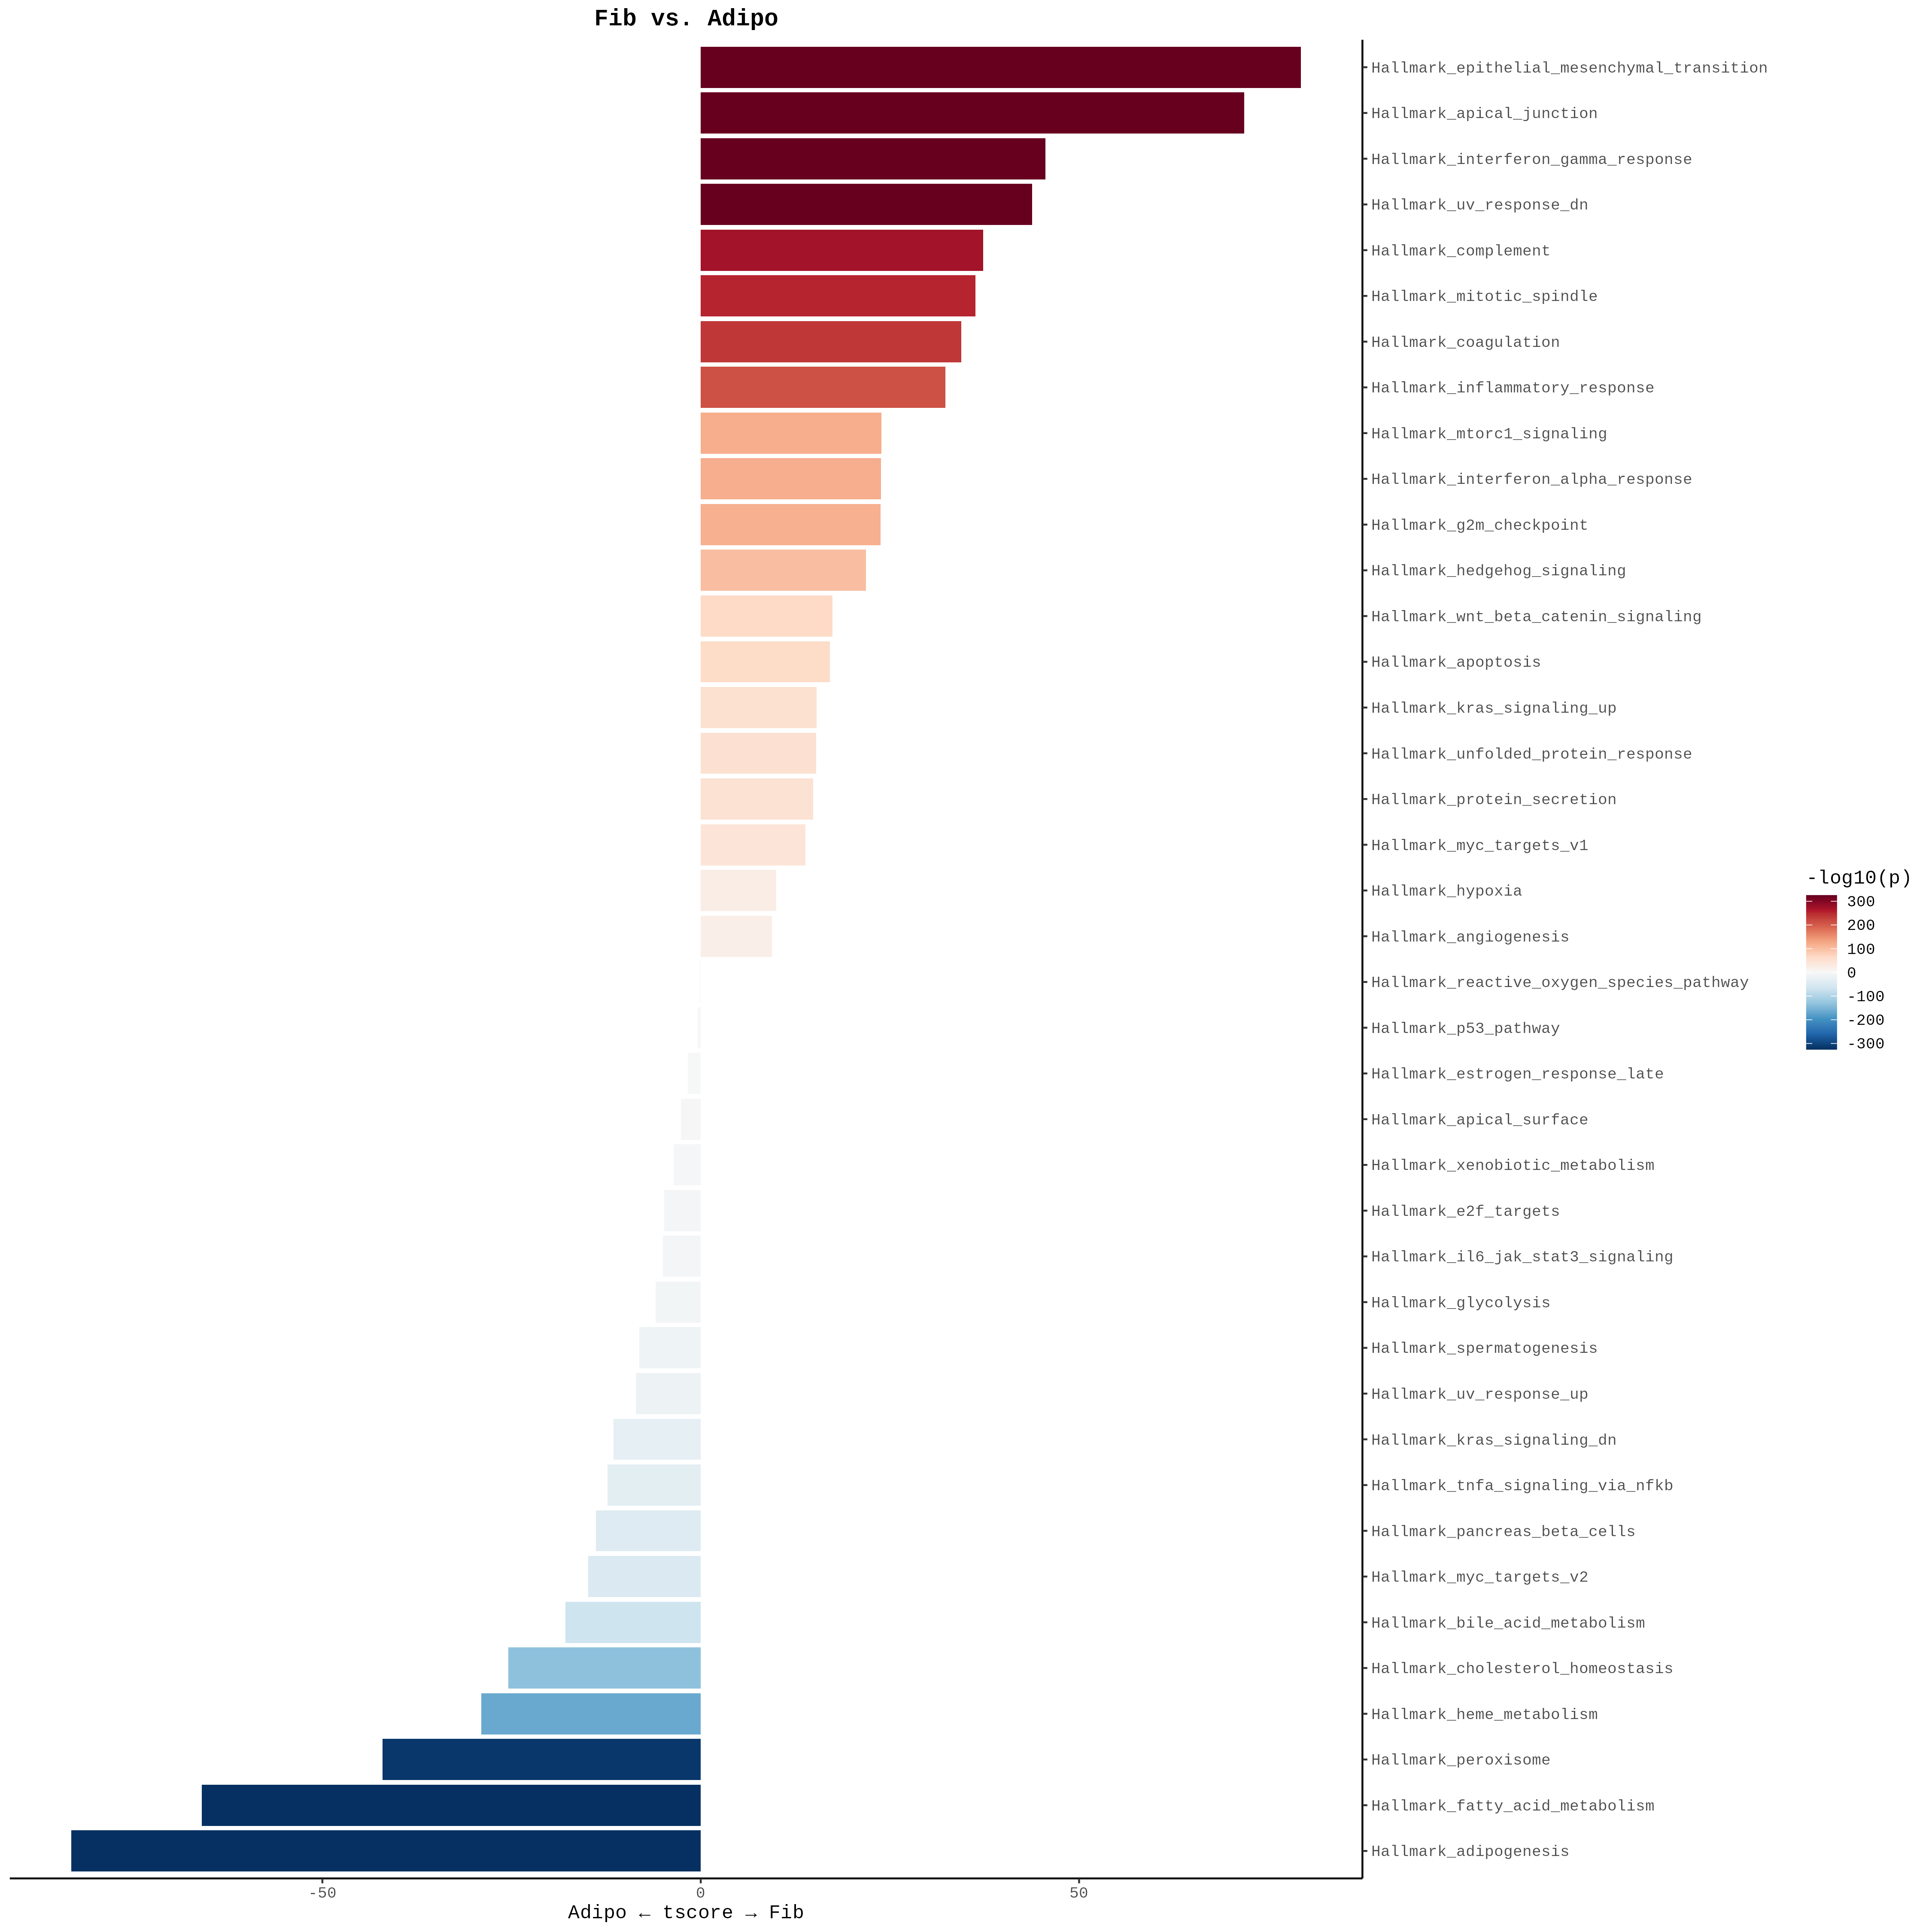 Fib vs. Adipo
Hallmark_epithelial_mesenchymal_transition
Hallmark_apical_junction
Hallmark_interferon_gamma_response
Hallmark_uv_response_dn
Hallmark_complement
Hallmark_mitotic_spindle
Hallmark_coagulation
Hallmark_inflammatory_response
Hallmark_mtorc1_signaling
Hallmark_interferon_alpha_response
Hallmark_g2m_checkpoint
Hallmark_hedgehog_signaling
Hallmark_wnt_beta_catenin_signaling
Hallmark_apoptosis
Hallmark_kras_signaling_up
Hallmark_unfolded_protein_response
Hallmark_protein_secretion
Hallmark_myc_targets_v1
Hallmark_hypoxia
Hallmark_angiogenesis
Hallmark_reactive_oxygen_species_pathway
Hallmark_p53_pathway
Hallmark_estrogen_response_late
Hallmark_apical_surface
Hallmark_xenobiotic_metabolism
Hallmark_e2f_targets
Hallmark_il6_jak_stat3_signaling
Hallmark_glycolysis
Hallmark_spermatogenesis
Hallmark_uv_response_up
Hallmark_kras_signaling_dn
Hallmark_tnfa_signaling_via_nfkb
Hallmark_pancreas_beta_cells
Hallmark_myc_targets_v2
Hallmark_bile_acid_metabolism
Hallmark_cholesterol_homeostasis
Hallmark_heme_metabolism
Hallmark_peroxisome
Hallmark_fatty_acid_metabolism
Hallmark_adipogenesis
-50 0 50
Adipo ← tscore → Fib
-log10(p)
300
200
100
0
-100
-200
-300